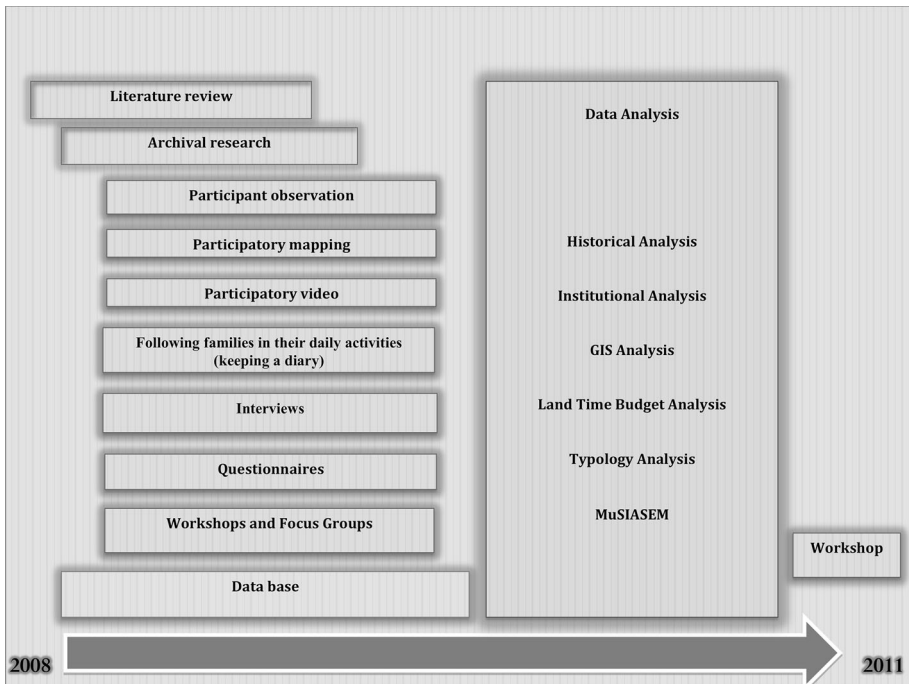 Literature review
Archival research
Participant observation
Participatory mapping
Participatory video
Following families in their daily activities
(keeping a diary)
Interviews
Questionnaires
Workshops and Focus Groups
Data base
Data Analysis
Historical Analysis
Institutional Analysis
GIS Analysis
Land Time Budget Analysis
Typology Analysis
MuSIASEM
Workshop
2008
2011